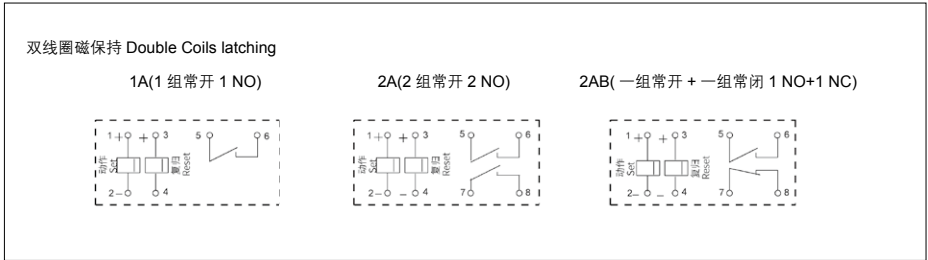 双线圈磁保持 Double Coils latching
1A(1 组常开 1 NO)
2A(2 组常开 2 NO)
2AB( 一组常开 + 一组常闭 1 NO+1 NC)
1 + + 3 5 6
动作 Set 复归 Reset
2 – 4
1 + + 3 5 6
动作 Set 复归 Reset
2 – – 4 7 8
1 + + 3 5 6
动作 Set 复归 Reset
2 – – 4 7 8